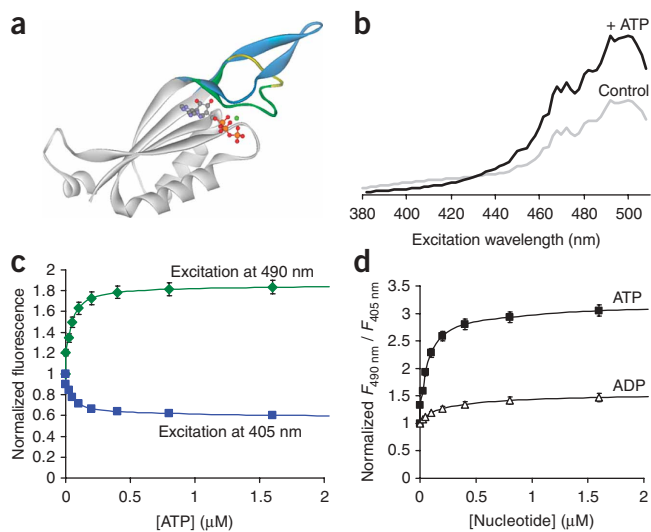 a
b
+ ATP
Control
380 400 420 440 460 480 500
Excitation wavelength (nm)
c
Normalized fluorescence
2
1.8
1.6
1.4
1.2
1
0.8
0.6
0.4
0.2
0
Excitation at 490 nm
Excitation at 405 nm
0 0.5 1 1.5 2
[ATP] (μM)
d
Normalized F490 nm / F405 nm
3.5
3
2.5
2
1.5
1
0.5
0
ATP
ADP
0 0.5 1 1.5 2
[Nucleotide] (μM)